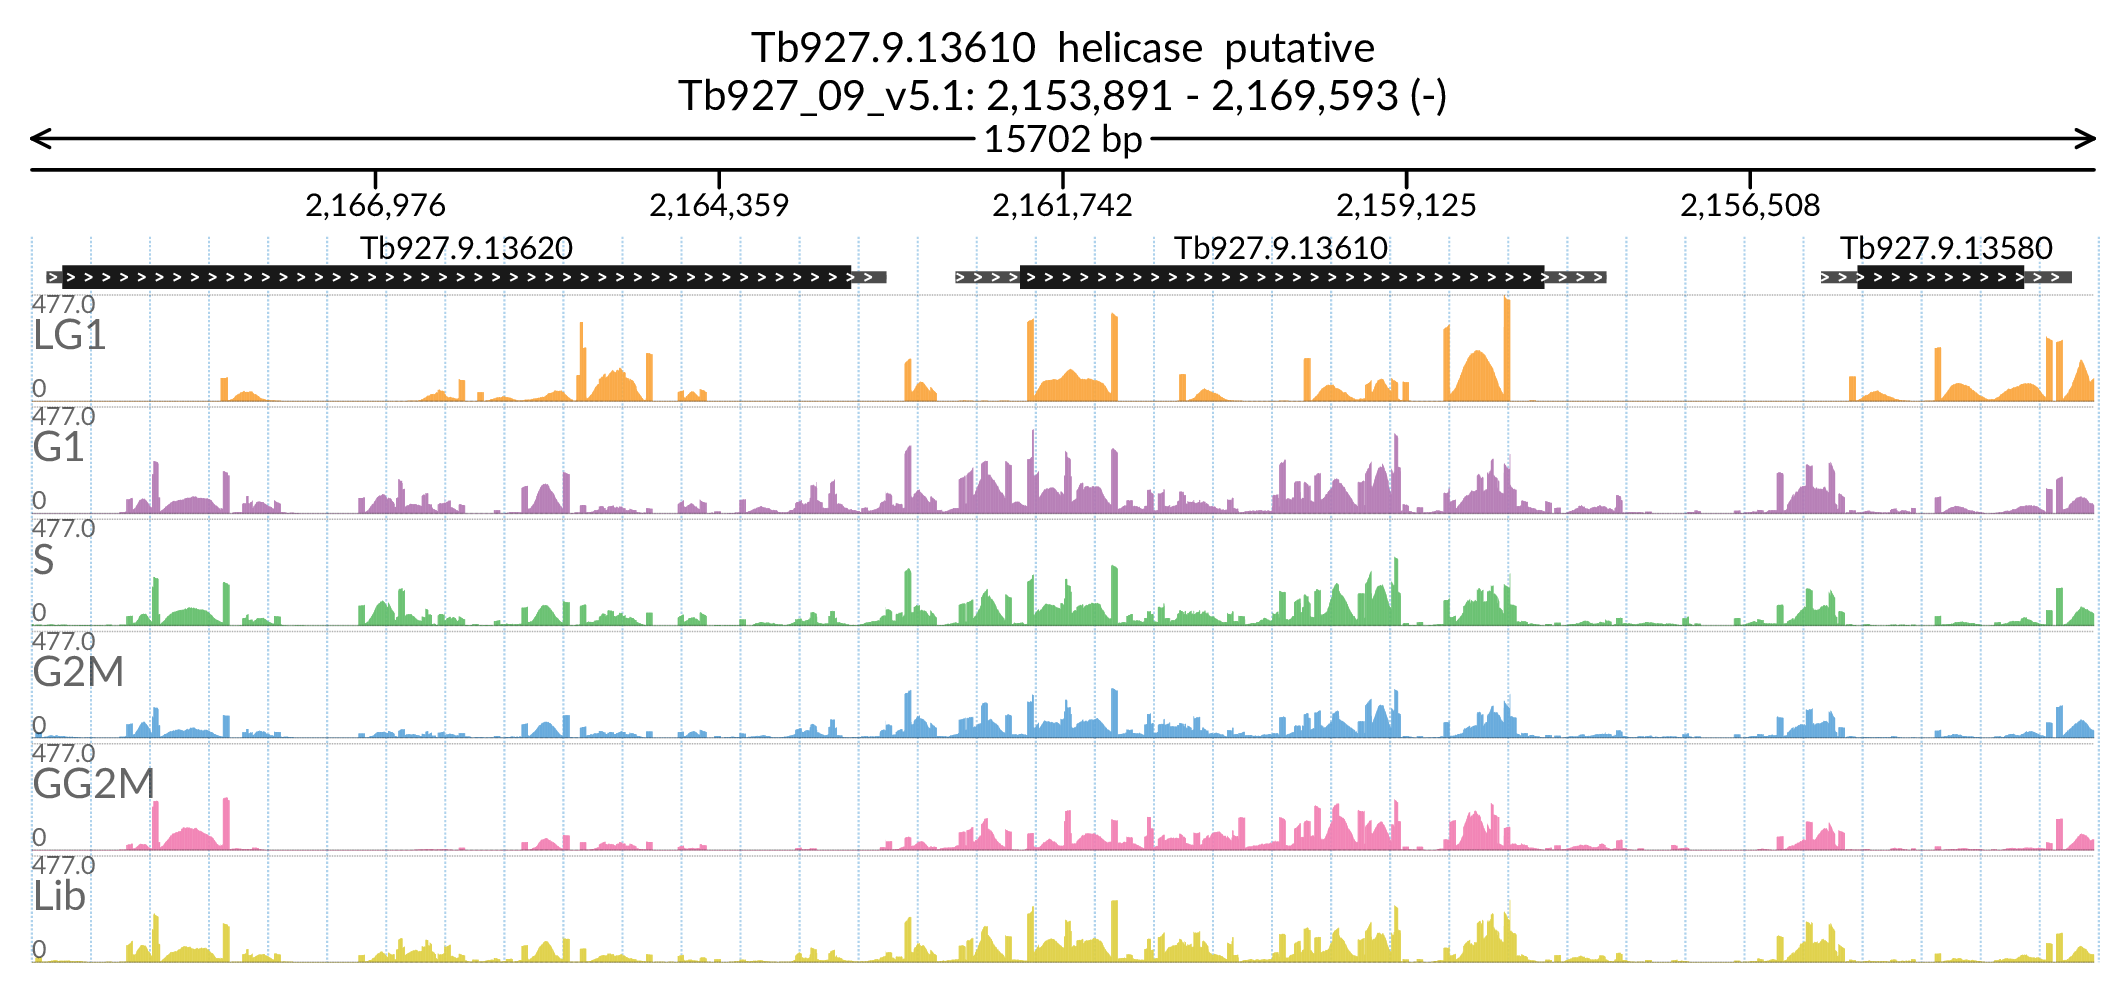 Tb927.9.13610 helicase putative
Tb927_09_v5.1: 2,153,891 - 2,169,593 (-)
15702 bp
2,166,976 2,164,359 2,161,742 2,159,125 2,156,508
Tb927.9.13620 Tb927.9.13610 Tb927.9.13580
477.0
LG1
0
477.0
G1
0
477.0
S
0
477.0
G2M
0
477.0
GG2M
0
477.0
Lib
0